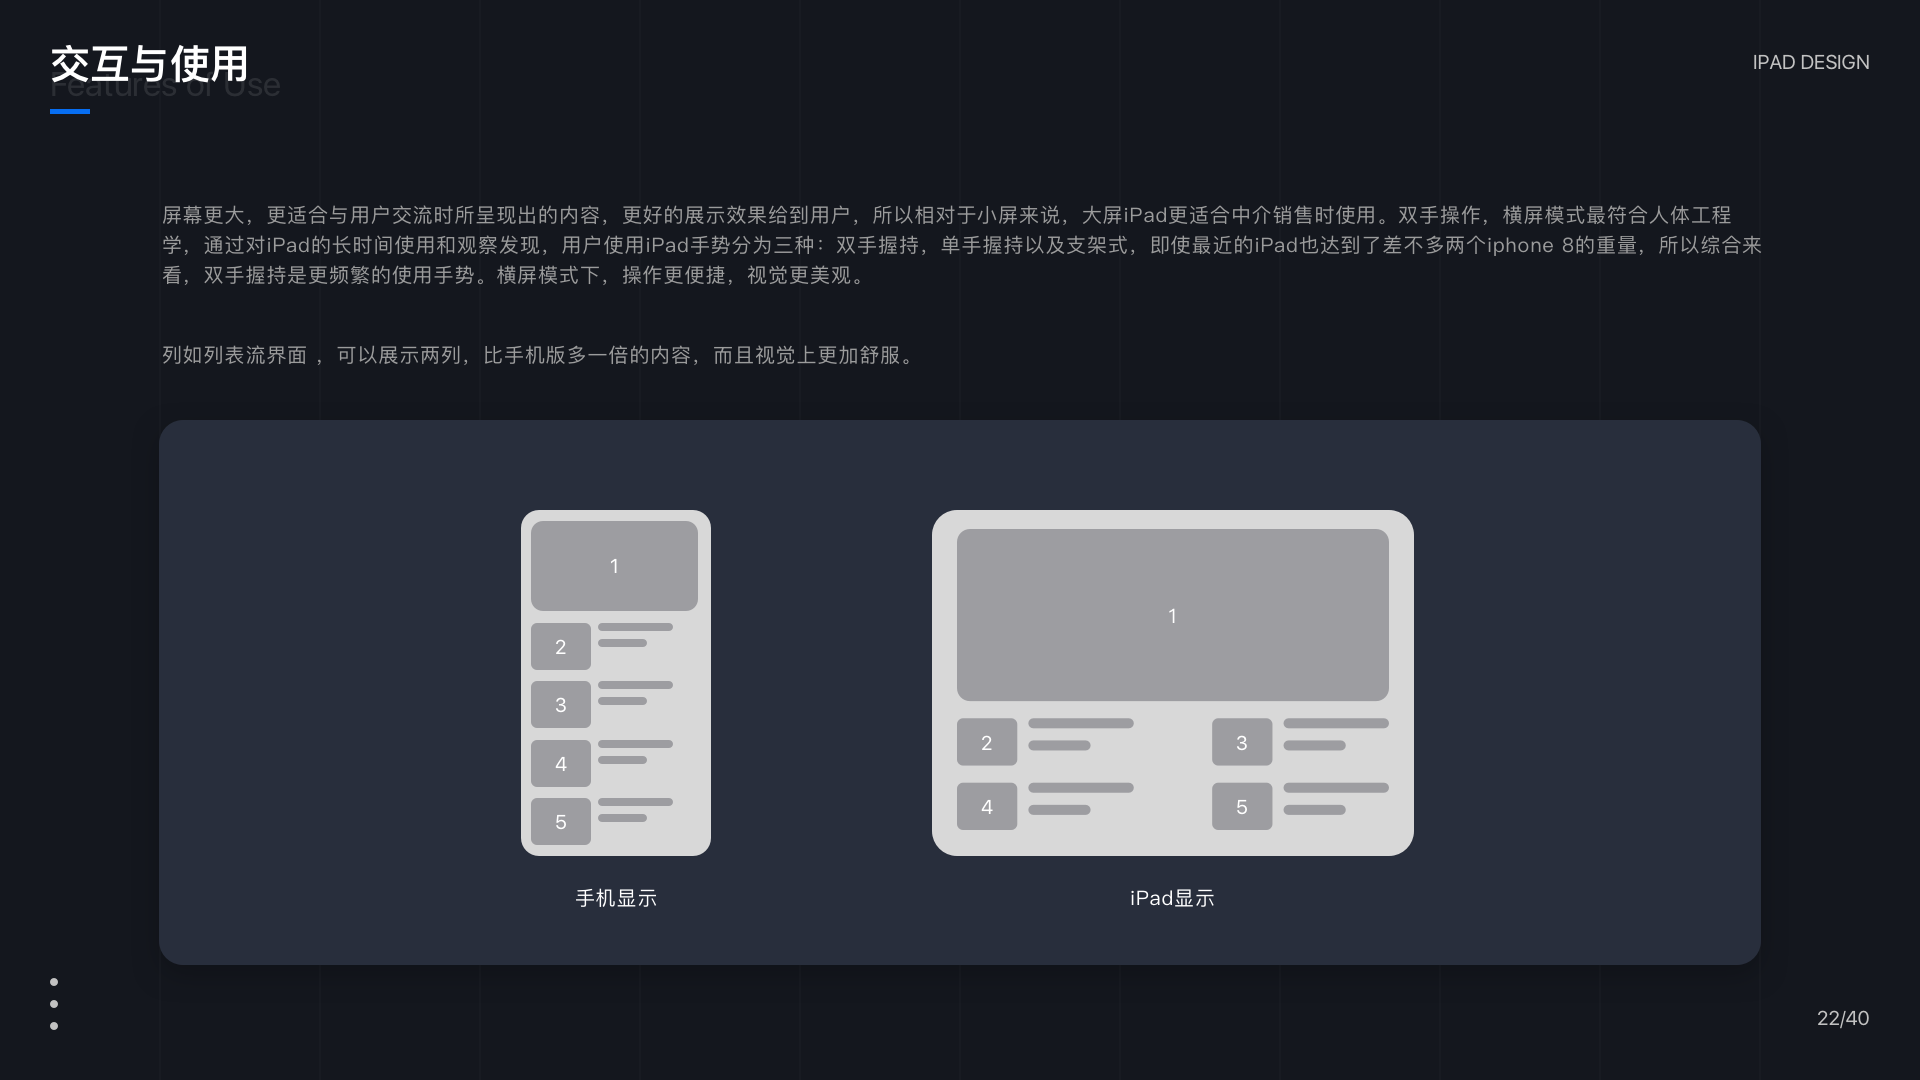 交互与使用
Features of Use
IPAD DESIGN
屏幕更大，更适合与用户交流时所呈现出的内容，更好的展示效果给到用户，所以相对于小屏来说，大屏iPad更适合中介销售时使用。双手操作，横屏模式最符合人体工程
学，通过对iPad的长时间使用和观察发现，用户使用iPad手势分为三种：双手握持，单手握持以及支架式，即使最近的iPad也达到了差不多两个iphone 8的重量，所以综合来
看，双手握持是更频繁的使用手势。横屏模式下，操作更便捷，视觉更美观。
列如列表流界面 ，可以展示两列，比手机版多一倍的内容，而且视觉上更加舒服。
1
2
3
4
5
手机显示
1
2
3
4
5
iPad显示
22/40